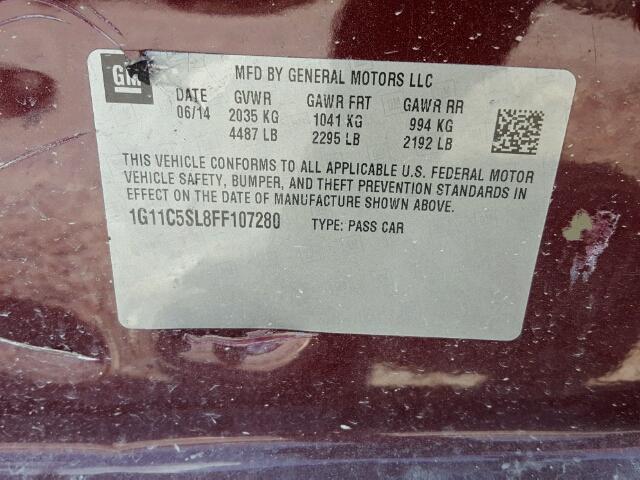 GM
MFD BY GENERAL MOTORS LLC
DATE GVWR GAWR FRT GAWR RR
06/14 2035 KG 1041 KG 994 KG
4487 LB 2295 LB 2192 LB
THIS VEHICLE CONFORMS TO ALL APPLICABLE U.S. FEDERAL MOTOR
VEHICLE SAFETY, BUMPER, AND THEFT PREVENTION STANDARDS IN
EFFECT ON THE DATE OF MANUFACTURE SHOWN ABOVE.
1G11C5SL8FF107280 TYPE: PASS CAR